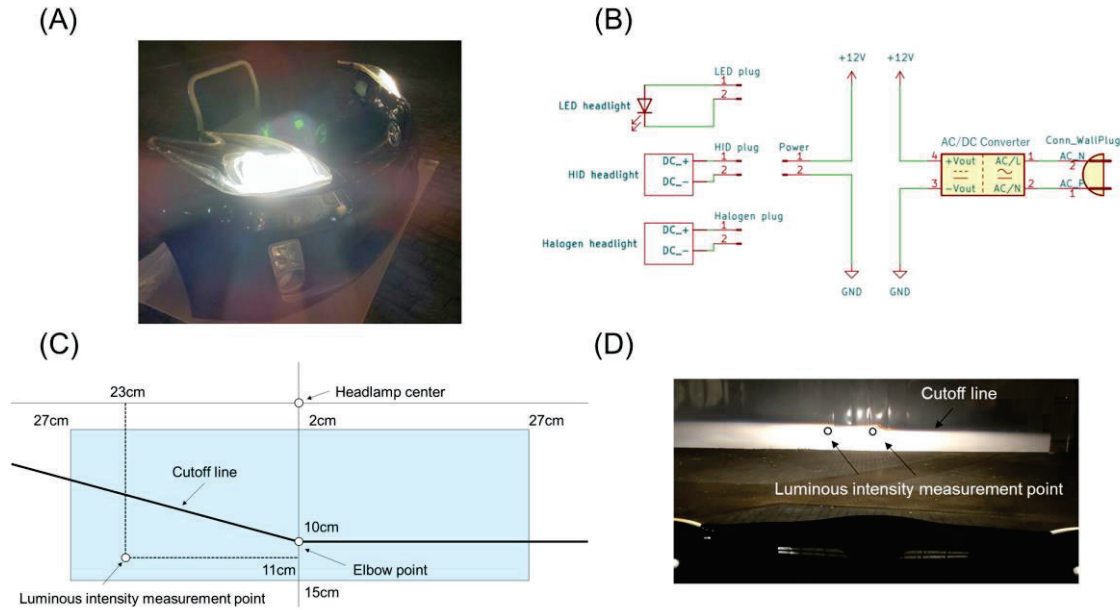 (A)
(B)
LED plug
1
2
LED headlight
+12V
+12V
HID plug
1
2
DC_+
DC_-
HID headlight
Power
1
2
AC/DC Converter
Conn_WallPlug
4
+Vout
AC/L
1
AC_N
2
3
-Vout
AC/N
2
AC_P
1
Halogen plug
1
2
DC_+
DC_-
Halogen headlight
GND
GND
(C)
23cm
Headlamp center
27cm
2cm
27cm
Cutoff line
10cm
11cm
Elbow point
Luminous intensity measurement point
15cm
(D)
Cutoff line
Luminous intensity measurement point